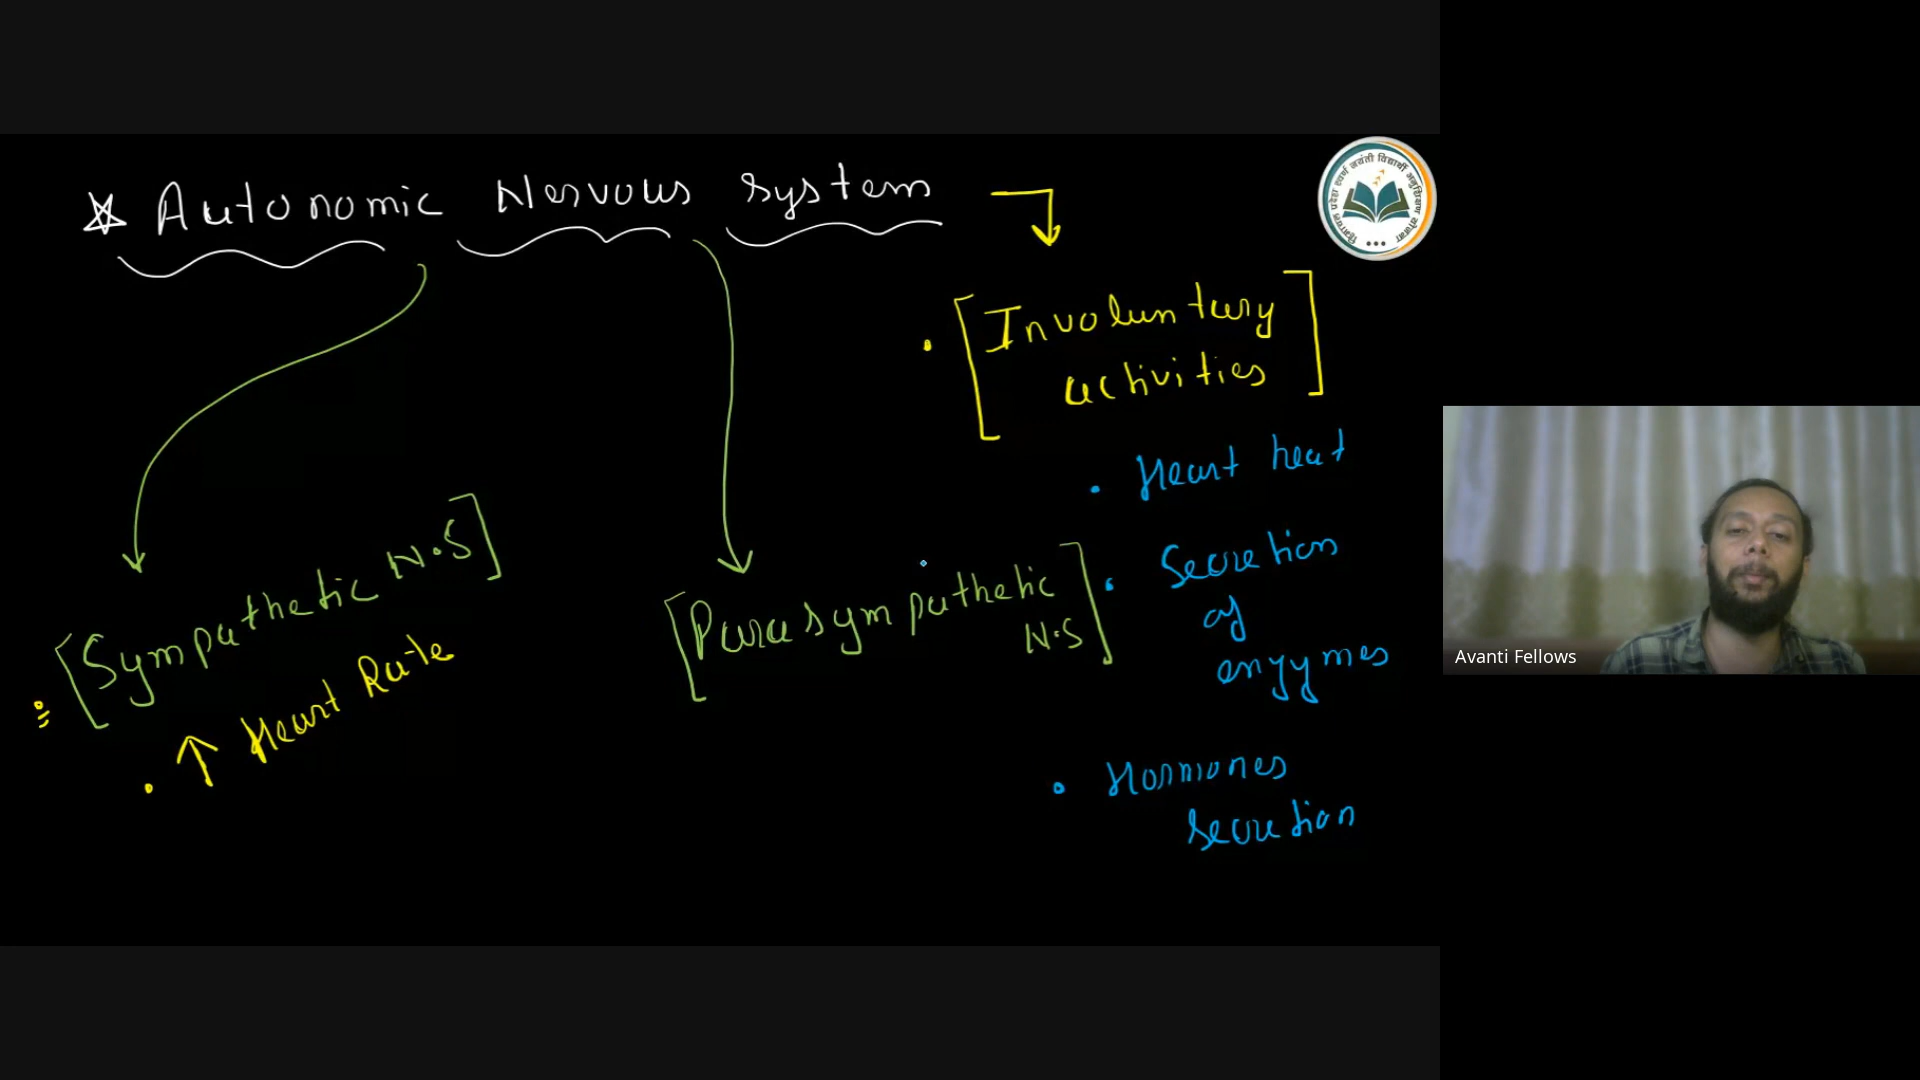 Autonomic Nervous system
[Involuntary
activities]
• Heart beat
• Secretion
of
enzymes
• Hormones
secretion
[Sympathetic N.S]
• ↑ Heart Rate
[Parasympathetic
N.S]
Avanti Fellows